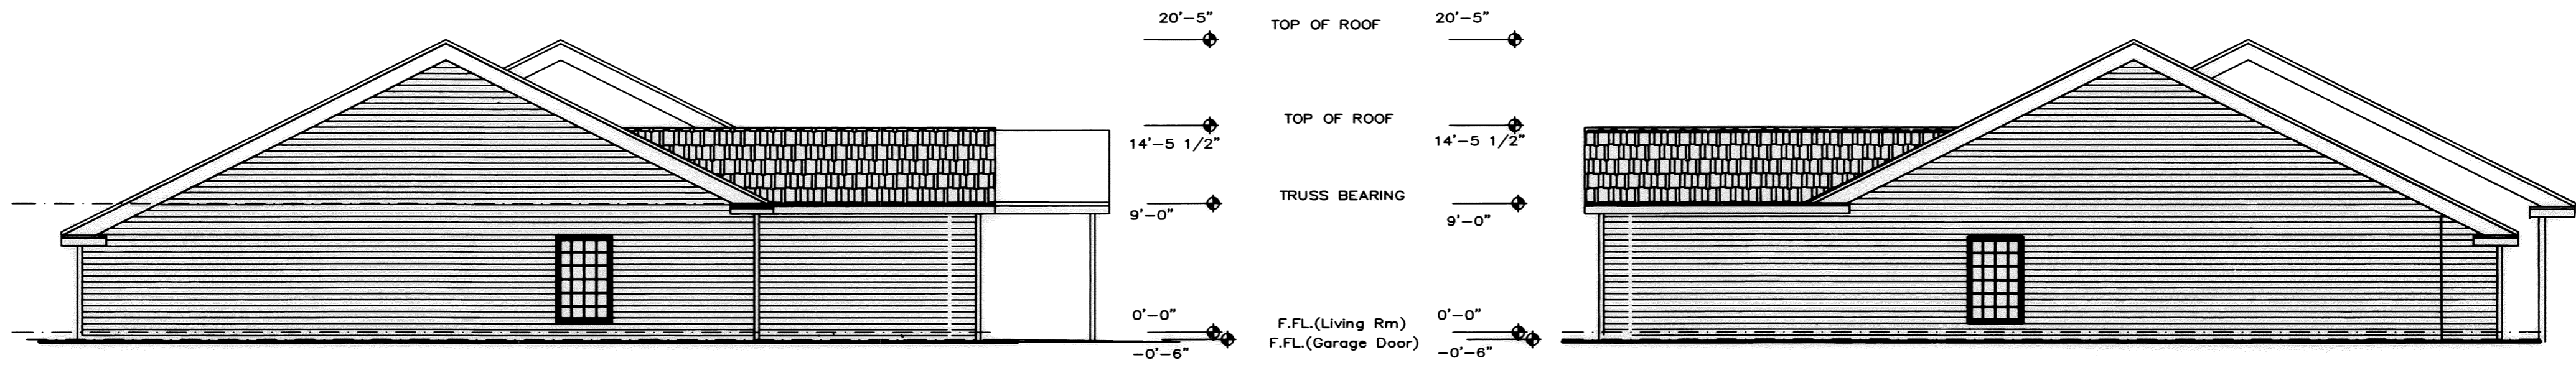 20'-5" TOP OF ROOF 20'-5"
TOP OF ROOF
14'-5 1/2" 14'-5 1/2"
TRUSS BEARING
9'-0" 9'-0"
0'-0" F.FL.(Living Rm) 0'-0"
F.FL.(Garage Door)
-0'-6" -0'-6"